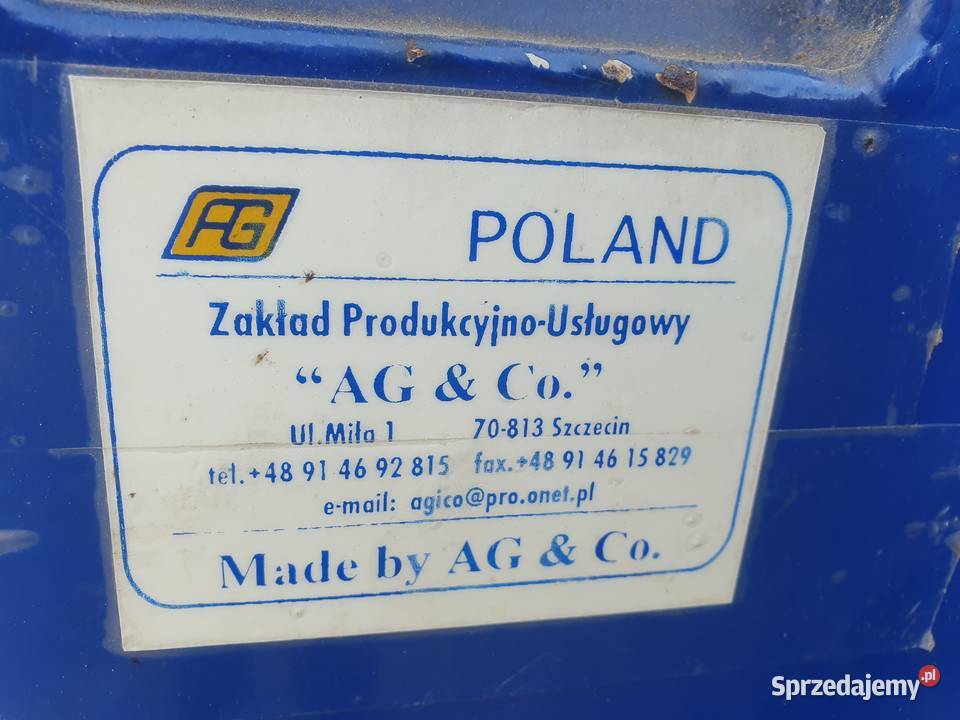 AG
POLAND
Zakład Produkcyjno-Usługowy
“AG & Co.”
Ul.Miła 1 70-813 Szczecin
tel.+48 91 46 92 815 fax.+48 91 46 15 829
e-mail: agico@pro.onet.pl
Made by AG & Co.
Sprzedajemy.pl